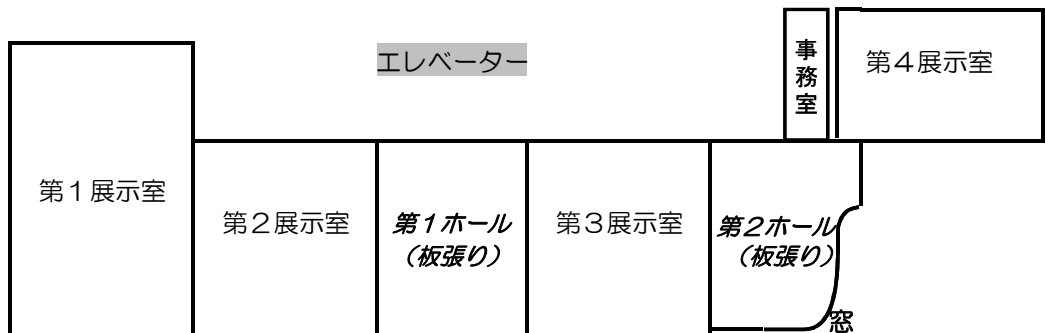 エレベーター
事務室
第４展示室
第１展示室
第２展示室
第１ホール
（板張り）
第３展示室
第２ホール
（板張り）
窓